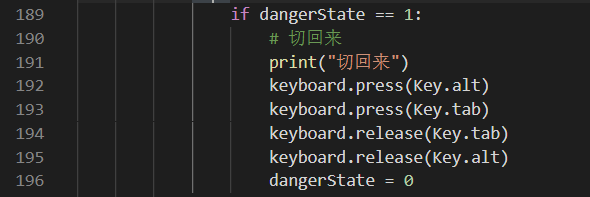 189 if dangerState == 1:
190 # 切回来
191 print("切回来")
192 keyboard.press(Key.alt)
193 keyboard.press(Key.tab)
194 keyboard.release(Key.tab)
195 keyboard.release(Key.alt)
196 dangerState = 0